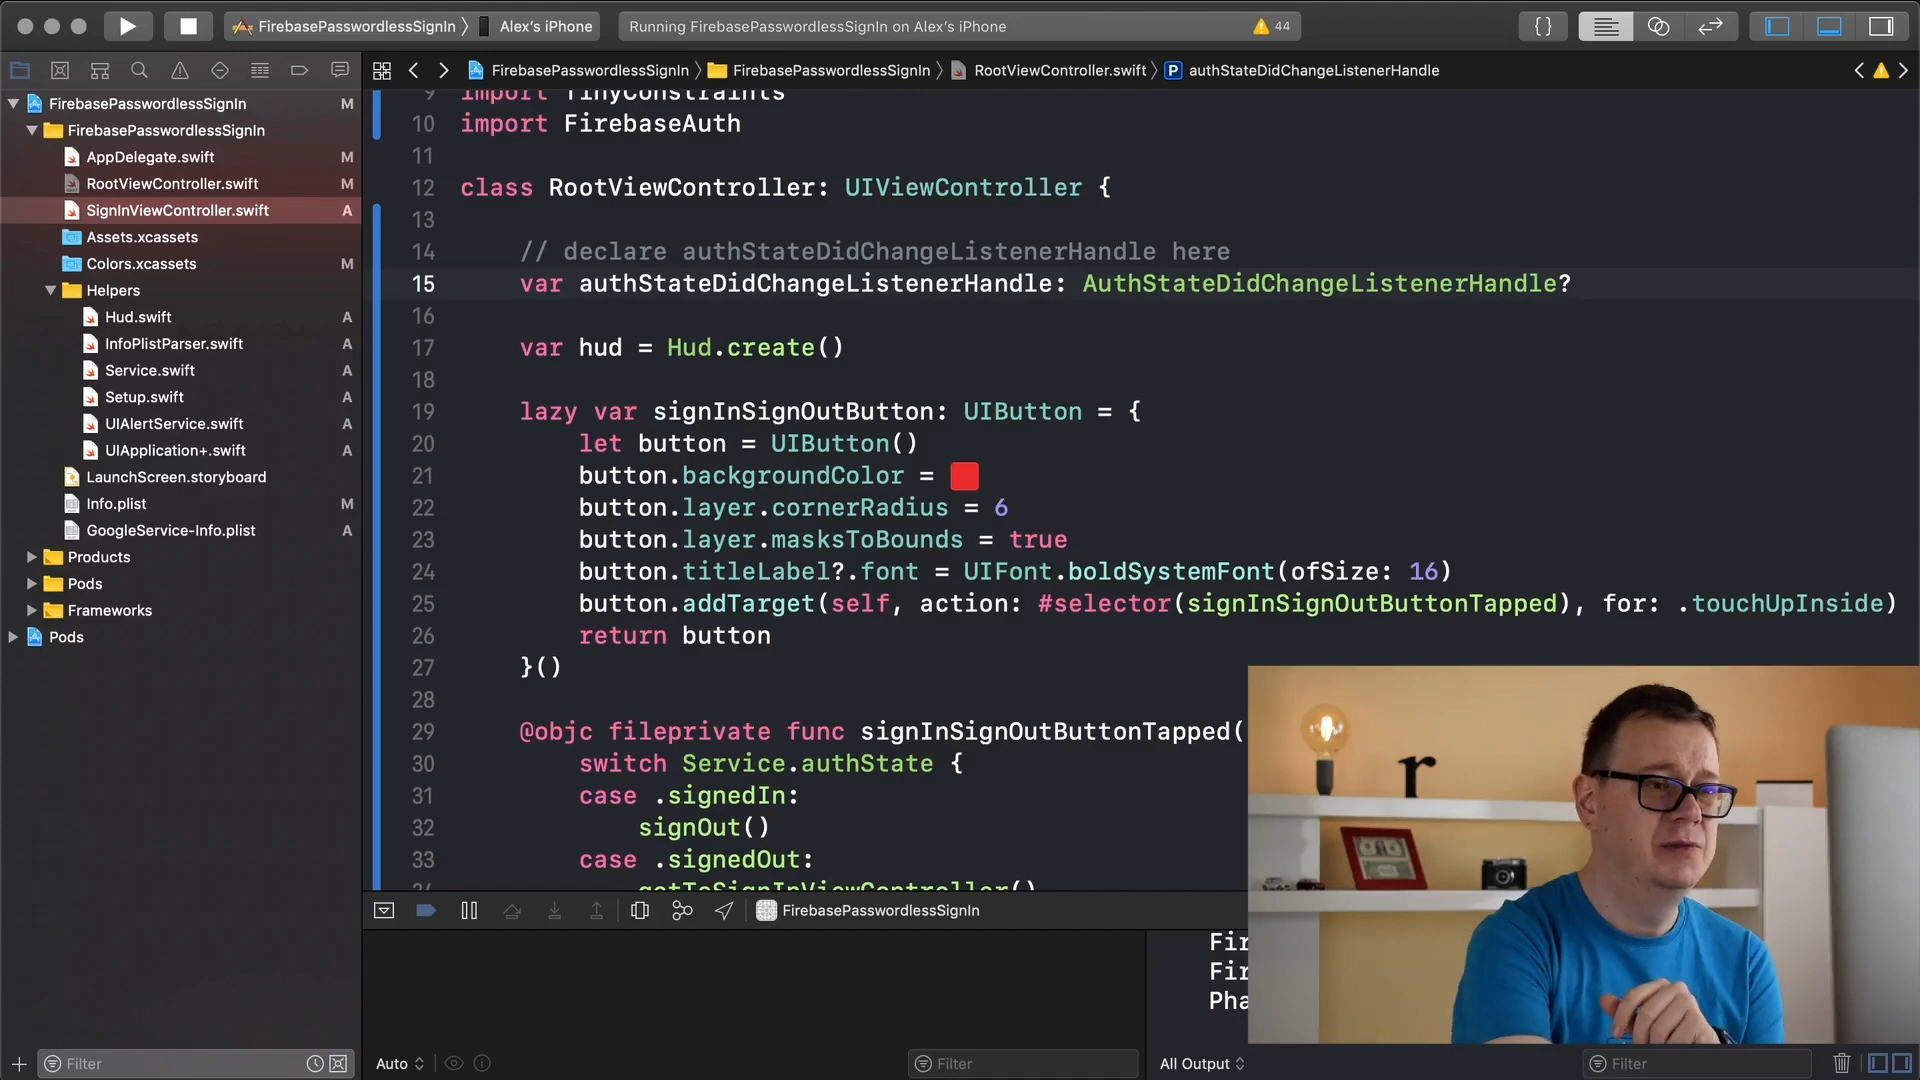 FirebasePasswordlessSignIn
Alex's iPhone
Running FirebasePasswordlessSignIn on Alex's iPhone
44
{}
FirebasePasswordlessSignIn
FirebasePasswordlessSignIn
RootViewController.swift
P
authStateDidChangeListenerHandle
FirebasePasswordlessSignIn M
FirebasePasswordlessSignIn
AppDelegate.swift M
RootViewController.swift M
SignInViewController.swift A
Assets.xcassets
Colors.xcassets M
Helpers
Hud.swift A
InfoPlistParser.swift A
Service.swift A
Setup.swift A
UIAlertService.swift A
UIApplication+.swift A
LaunchScreen.storyboard
Info.plist M
GoogleService-Info.plist A
Products
Pods
Frameworks
Pods
Filter
9 import TinyConstraints
10 import FirebaseAuth
11
12 class RootViewController: UIViewController {
13
14 // declare authStateDidChangeListenerHandle here
15 var authStateDidChangeListenerHandle: AuthStateDidChangeListenerHandle?
16
17 var hud = Hud.create()
18
19 lazy var signInSignOutButton: UIButton = {
20 let button = UIButton()
21 button.backgroundColor =
22 button.layer.cornerRadius = 6
23 button.layer.masksToBounds = true
24 button.titleLabel?.font = UIFont.boldSystemFont(ofSize: 16)
25 button.addTarget(self, action: #selector(signInSignOutButtonTapped), for: .touchUpInside)
26 return button
27 }()
28
29 @objc fileprivate func signInSignOutButtonTapped(
30 switch Service.authState {
31 case .signedIn:
32 signOut()
33 case .signedOut:
getToSignInViewController()
FirebasePasswordlessSignIn
Fir
Fir
Pha
r
Auto
Filter
All Output
Filter